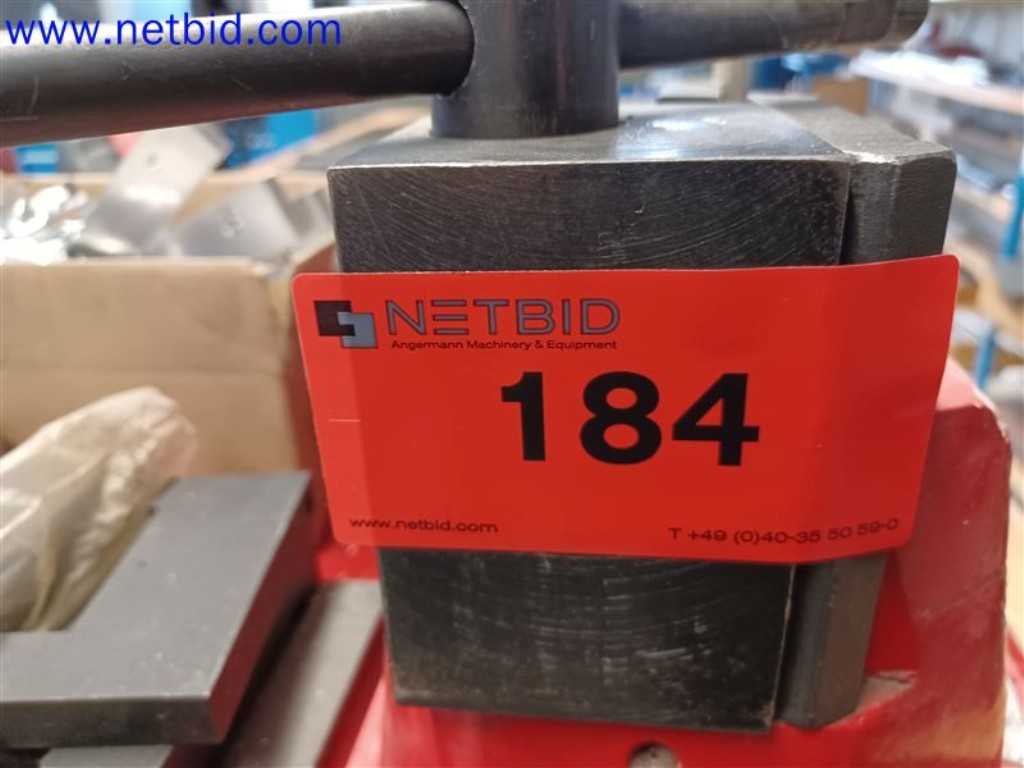 www.netbid.com
NETBID
Angermann Machinery & Equipment
184
www.netbid.com
T +49 (0)40-35 50 59-0